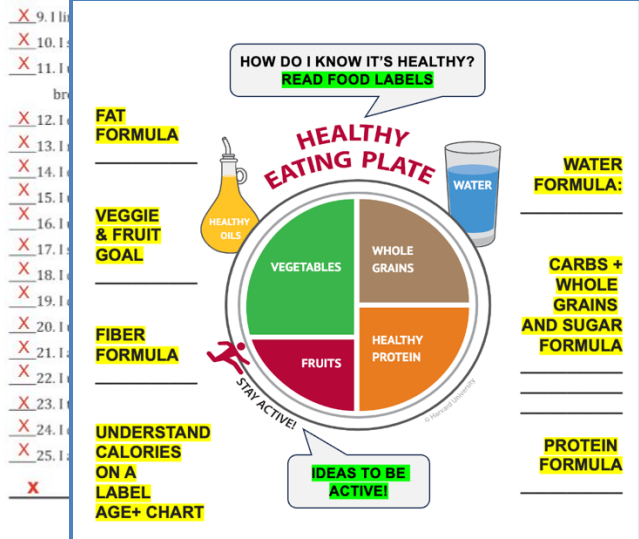 X 9. I
X 10. I
X 11. I
X 12. I
X 13. I
X 14. I
X 15. I
X 16. I
X 17. I
X 18. I
X 19. I
X 20. I
X 21. I
X 22. I
X 23. I
X 24. I
X 25. I
X
HOW DO I KNOW IT'S HEALTHY?
READ FOOD LABELS
FAT
FORMULA
VEGGIE
& FRUIT
GOAL
FIBER
FORMULA
UNDERSTAND
CALORIES
ON A
LABEL
AGE+ CHART
HEALTHY
EATING PLATE
HEALTHY
OILS
WATER
VEGETABLES
WHOLE
GRAINS
FRUITS
HEALTHY
PROTEIN
STAY ACTIVE!
© Harvard University
IDEAS TO BE
ACTIVE!
WATER
FORMULA:
CARBS +
WHOLE
GRAINS
AND SUGAR
FORMULA
PROTEIN
FORMULA